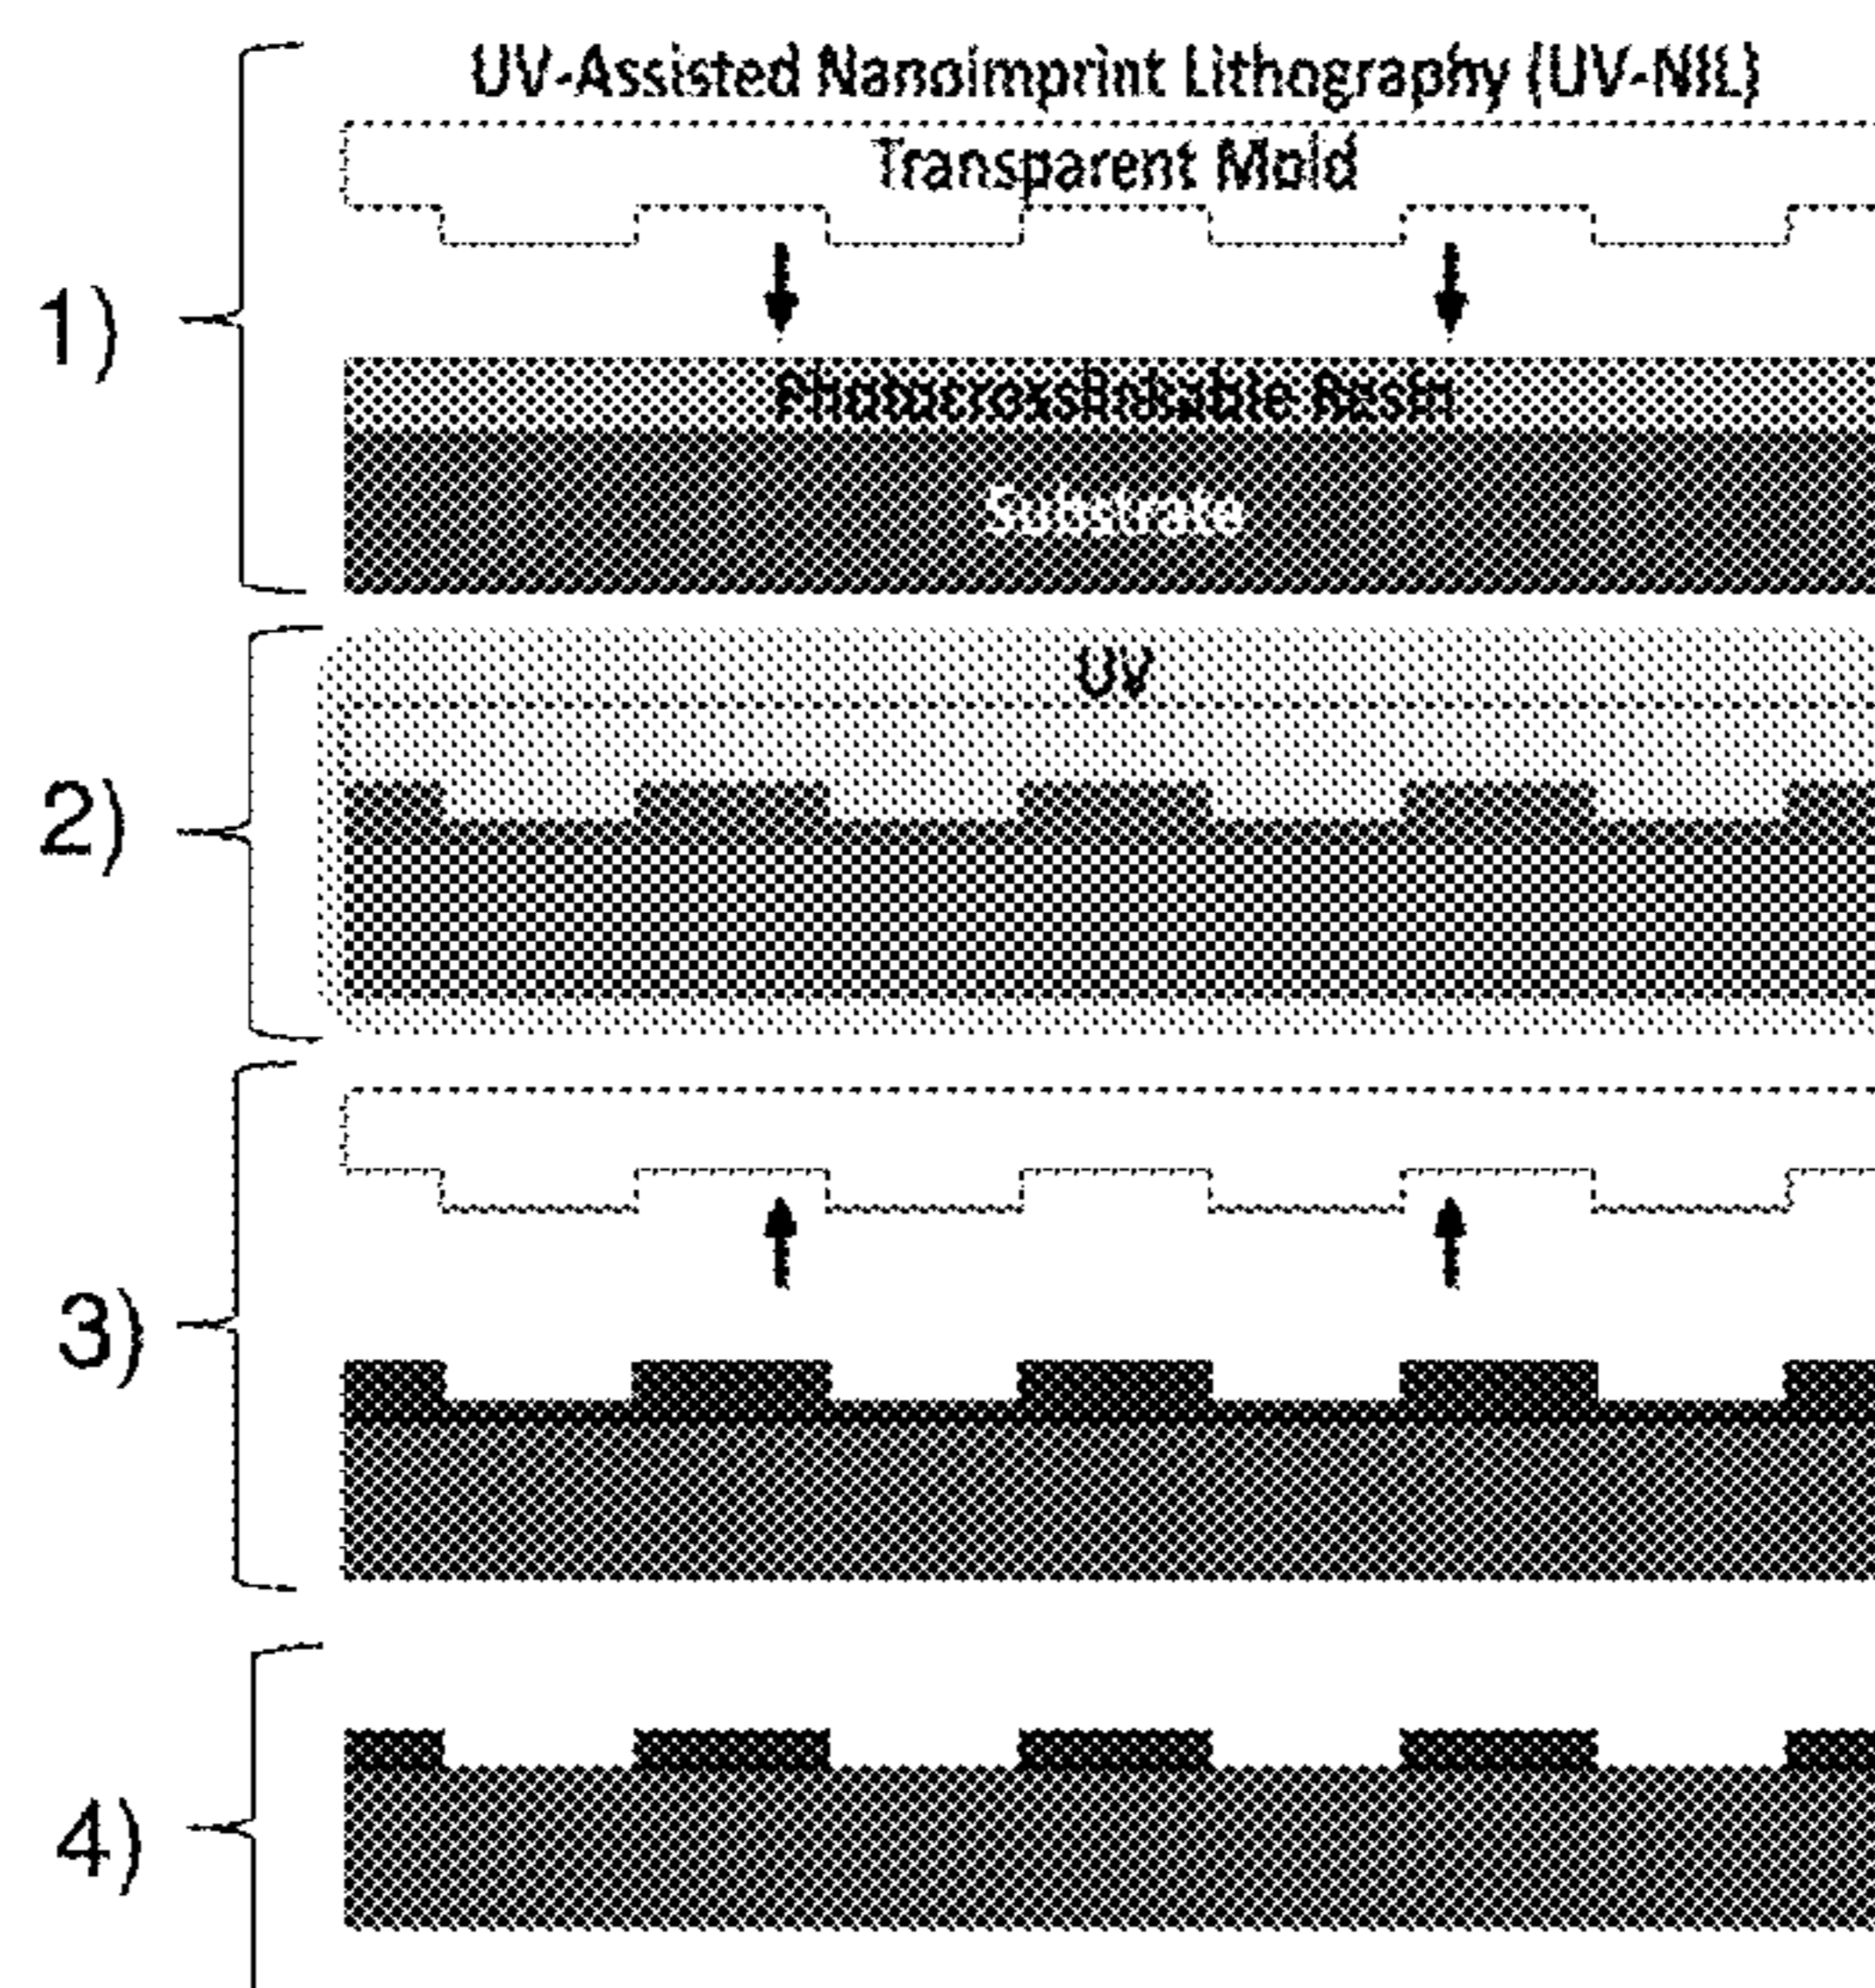 UV-Assisted Nanoimprint Lithography (UV-NIL)
Transparent Mold
1)
Photocrosslinkable Resin
Substrate
UV
2)
3)
4)